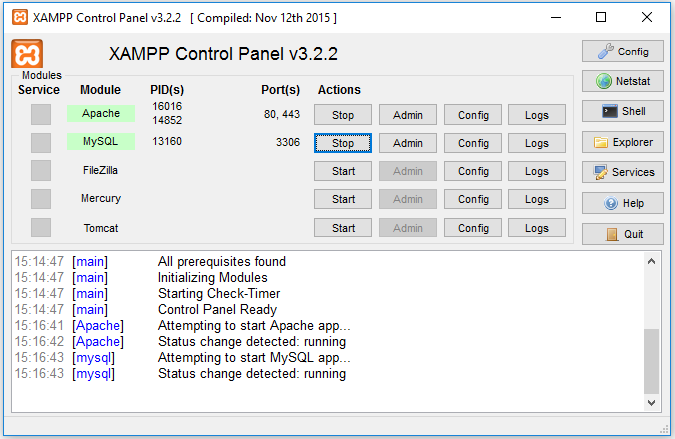 XAMPP Control Panel v3.2.2 [ Compiled: Nov 12th 2015 ]
XAMPP Control Panel v3.2.2
Config
Modules
Service Module PID(s) Port(s) Actions
Netstat
Apache 16016 14852 80, 443 Stop Admin Config Logs
Shell
MySQL 13160 3306 Stop Admin Config Logs
Explorer
FileZilla Start Admin Config Logs
Services
Mercury Start Admin Config Logs
Help
Tomcat Start Admin Config Logs
Quit
15:14:47 [main] All prerequisites found
15:14:47 [main] Initializing Modules
15:14:47 [main] Starting Check-Timer
15:14:47 [main] Control Panel Ready
15:16:41 [Apache] Attempting to start Apache app...
15:16:42 [Apache] Status change detected: running
15:16:43 [mysql] Attempting to start MySQL app...
15:16:43 [mysql] Status change detected: running